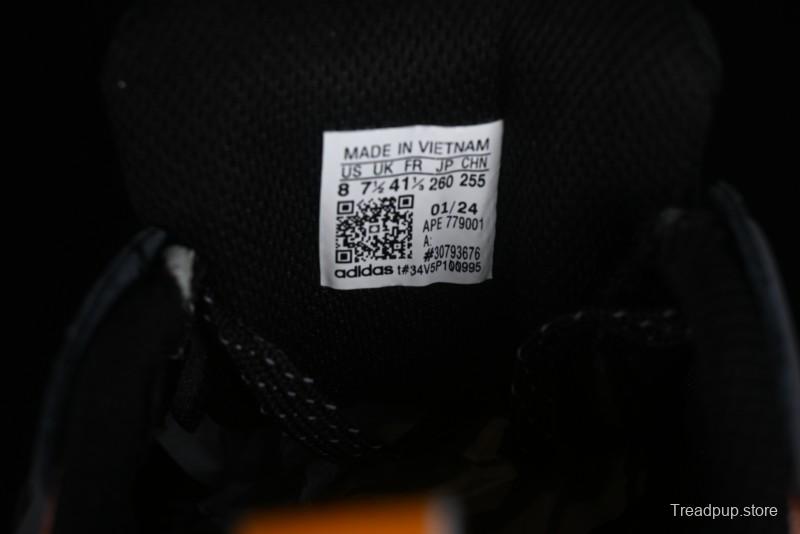 MADE IN VIETNAM
US UK FR JP CHN
8 7½ 41⅓ 260 255
01/24
APE 779001
A:
#30793676
adidas t#34V5P100995
Treadpup.store